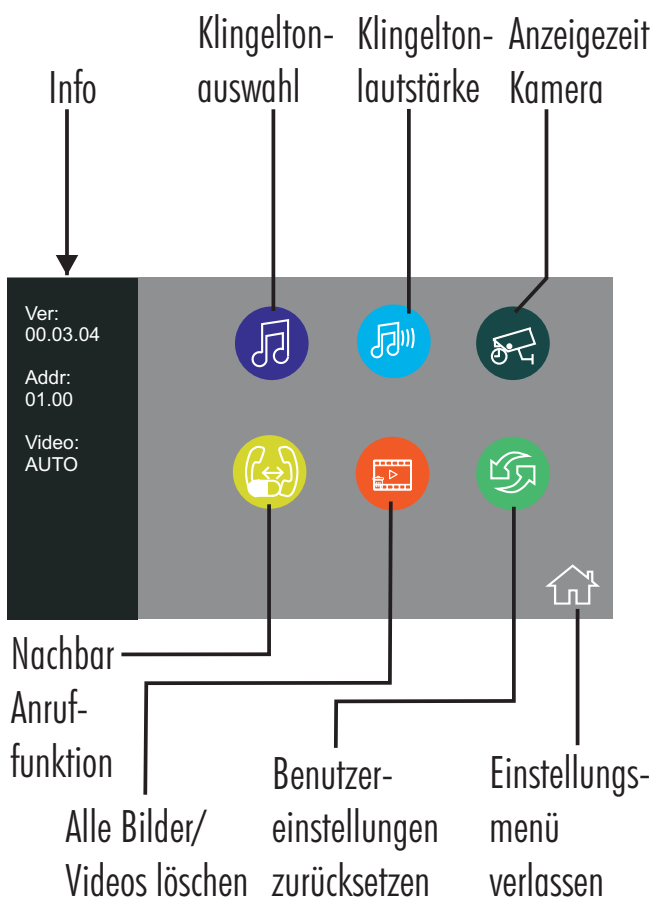 Info
Klingelton-
auswahl
Klingelton-
lautstärke
Anzeigezeit
Kamera
Ver:
00.03.04
Addr:
01.00
Video:
AUTO
Nachbar
Anruf-
funktion
Alle Bilder/
Videos löschen
Benutzer-
einstellungen
zurücksetzen
Einstellungs-
menü
verlassen